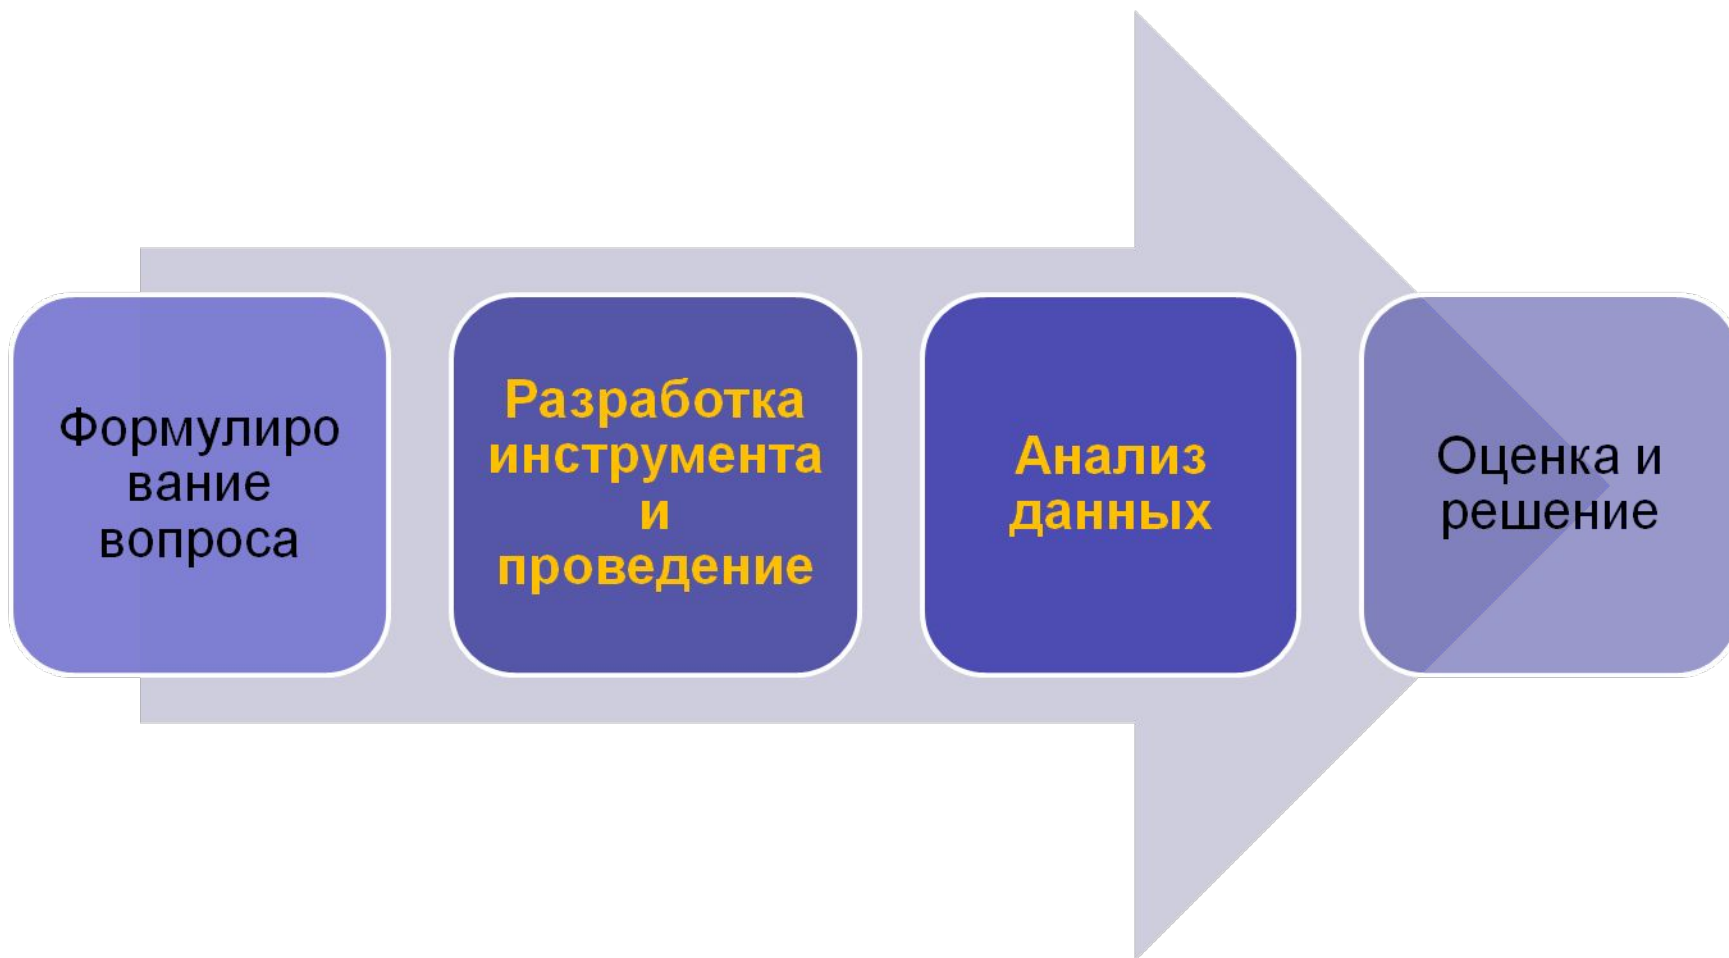 Формулиро
вание
вопроса
Разработка
инструмента
и
проведение
Анализ
данных
Оценка и
решение